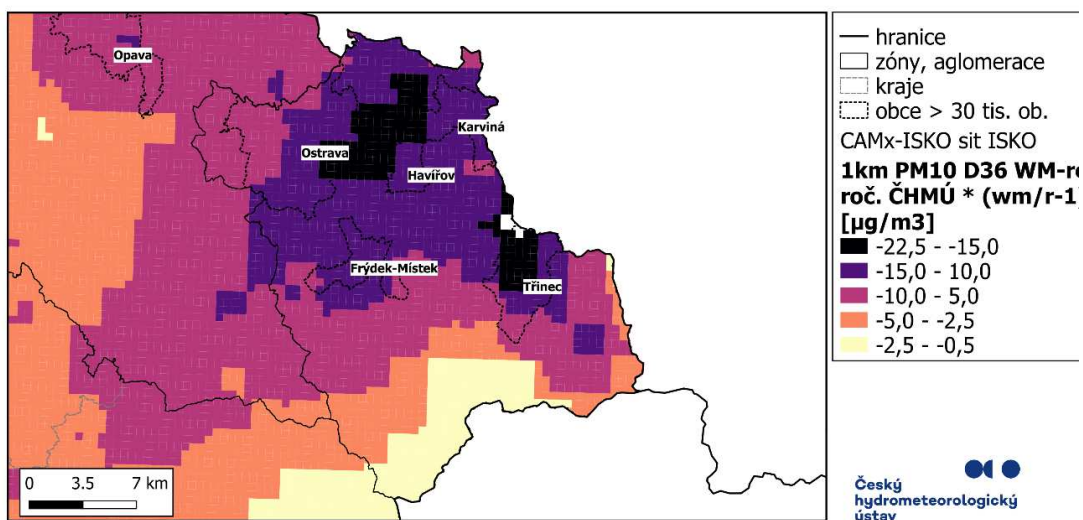 Opava
Ostrava
Karviná
Havířov
Frýdek-Místek
Třinec
0 3.5 7 km
hranice
zóny, aglomerace
kraje
obce > 30 tis. ob.
CAMx-ISKO sit ISKO
1km PM10 D36 WM-re
roč. ČHMÚ * (wm/r-1)
[µg/m3]
-22,5 - -15,0
-15,0 - 10,0
-10,0 - 5,0
-5,0 - -2,5
-2,5 - -0,5
Český
hydrometeorologický
ústav